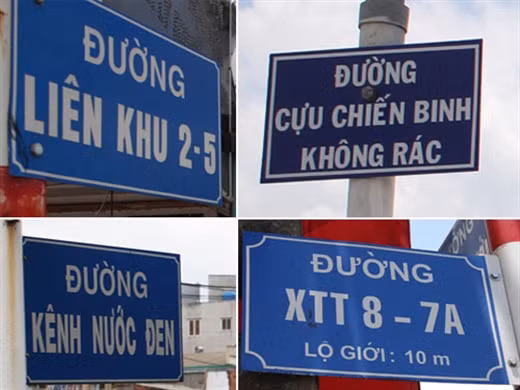 ĐƯỜNG
LIÊN KHU 2-5
ĐƯỜNG
CỰU CHIẾN BINH
KHÔNG RÁC
ĐƯỜNG
KÊNH NƯỚC ĐEN
ĐƯỜNG
XTT 8 – 7A
LỘ GIỚI : 10 m